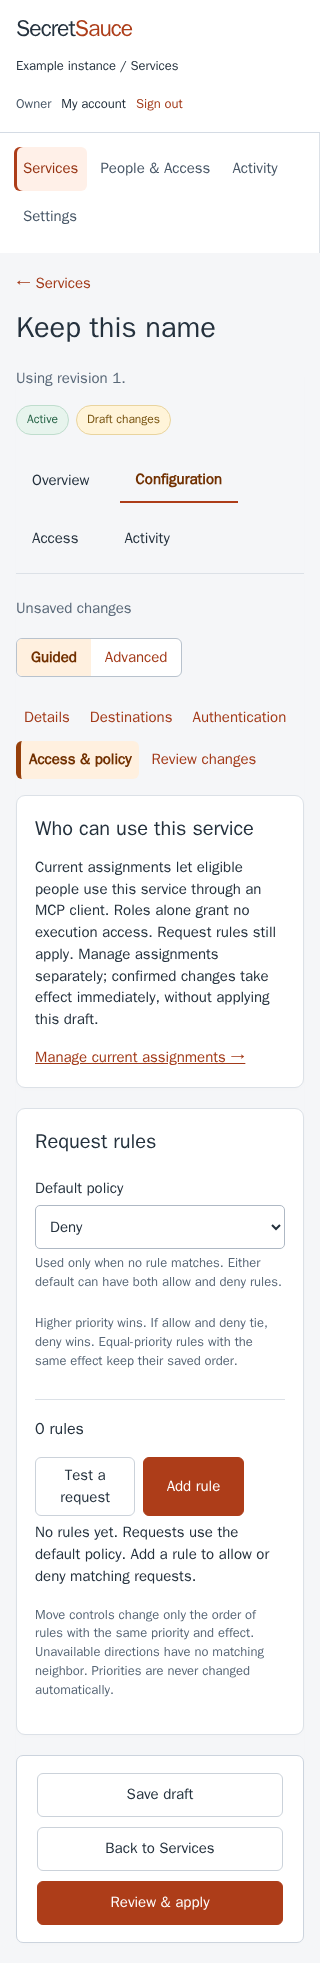 SecretSauce
Example instance / Services
Owner My account Sign out
Services People & Access Activity
Settings
← Services
Keep this name
Using revision 1.
Active Draft changes
Overview Configuration
Access Activity
Unsaved changes
Guided Advanced
Details Destinations Authentication
Access & policy Review changes
Who can use this service
Current assignments let eligible
people use this service through an
MCP client. Roles alone grant no
execution access. Request rules still
apply. Manage assignments
separately; confirmed changes take
effect immediately, without applying
this draft.
Manage current assignments →
Request rules
Default policy
Deny
Used only when no rule matches. Either
default can have both allow and deny rules.
Higher priority wins. If allow and deny tie,
deny wins. Equal-priority rules with the
same effect keep their saved order.
0 rules
Test a
request
Add rule
No rules yet. Requests use the
default policy. Add a rule to allow or
deny matching requests.
Move controls change only the order of
rules with the same priority and effect.
Unavailable directions have no matching
neighbor. Priorities are never changed
automatically.
Save draft
Back to Services
Review & apply